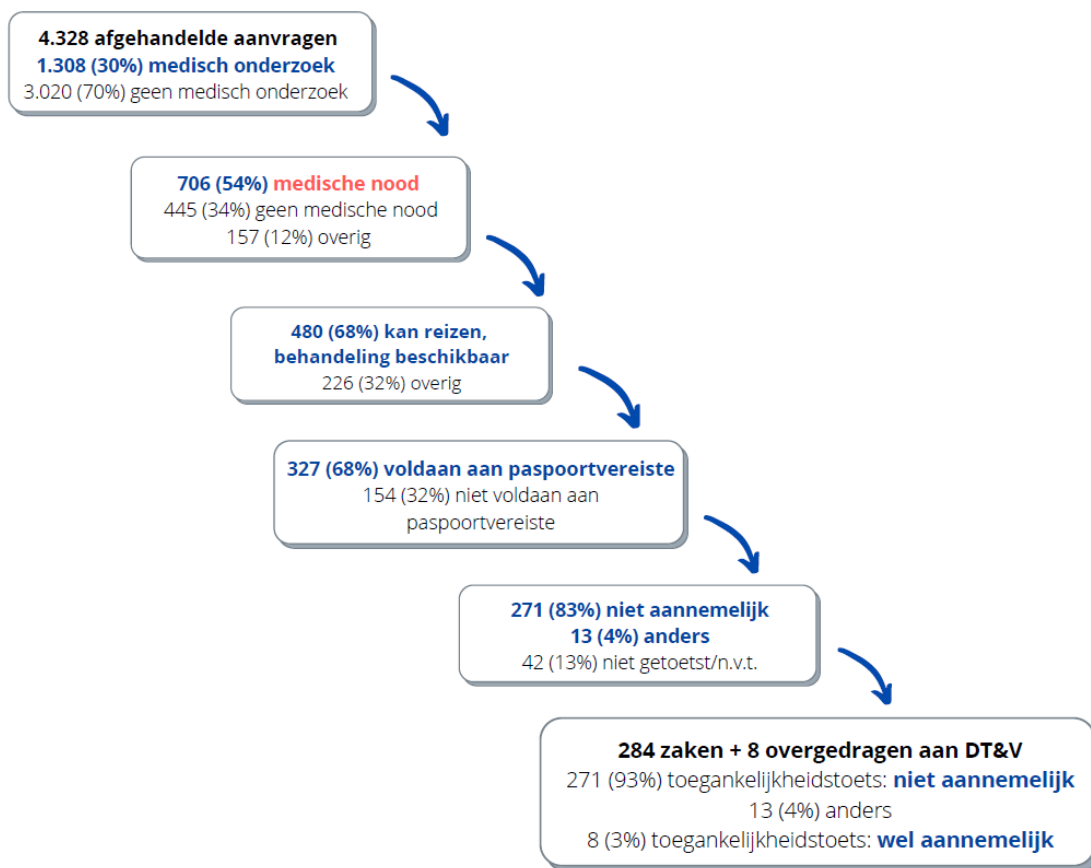 4.328 afgehandelde aanvragen
1.308 (30%) medisch onderzoek
3.020 (70%) geen medisch onderzoek
706 (54%) medische nood
445 (34%) geen medische nood
157 (12%) overig
480 (68%) kan reizen,
behandeling beschikbaar
226 (32%) overig
327 (68%) voldaan aan paspoortvereiste
154 (32%) niet voldaan aan
paspoortvereiste
271 (83%) niet aannemelijk
13 (4%) anders
42 (13%) niet getoetst/n.v.t.
284 zaken + 8 overgedragen aan DT&V
271 (93%) toegankelijkheidstoets: niet aannemelijk
13 (4%) anders
8 (3%) toegankelijkheidstoets: wel aannemelijk